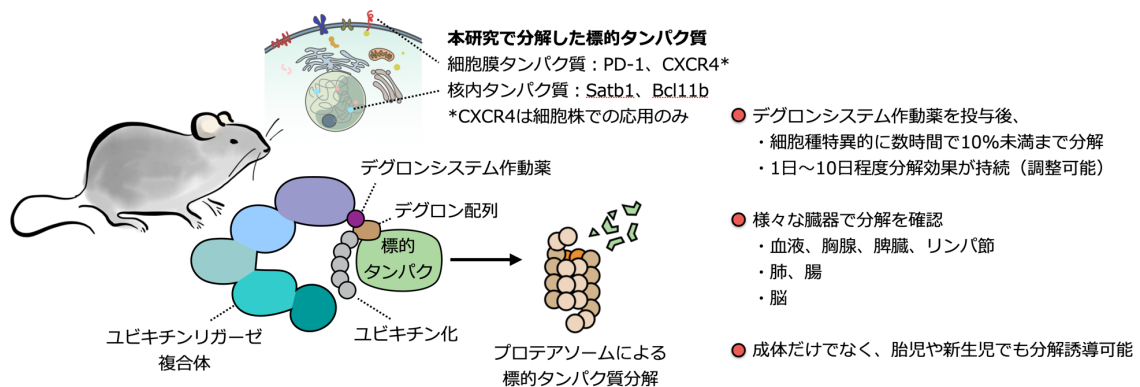 本研究で分解した標的タンパク質
細胞膜タンパク質：PD-1、CXCR4*
核内タンパク質：Satb1、Bcl11b
*CXCR4は細胞株での応用のみ
デグロンシステム作動薬
デグロン配列
標的
タンパク
ユビキチン化
ユビキチンリガーゼ
複合体
プロテアソームによる
標的タンパク質分解
デグロンシステム作動薬を投与後、
・細胞種特異的に数時間で10%未満まで分解
・1日〜10日程度分解効果が持続（調整可能）
様々な臓器で分解を確認
・血液、胸腺、脾臓、リンパ節
・肺、腸
・脳
成体だけでなく、胎児や新生児でも分解誘導可能